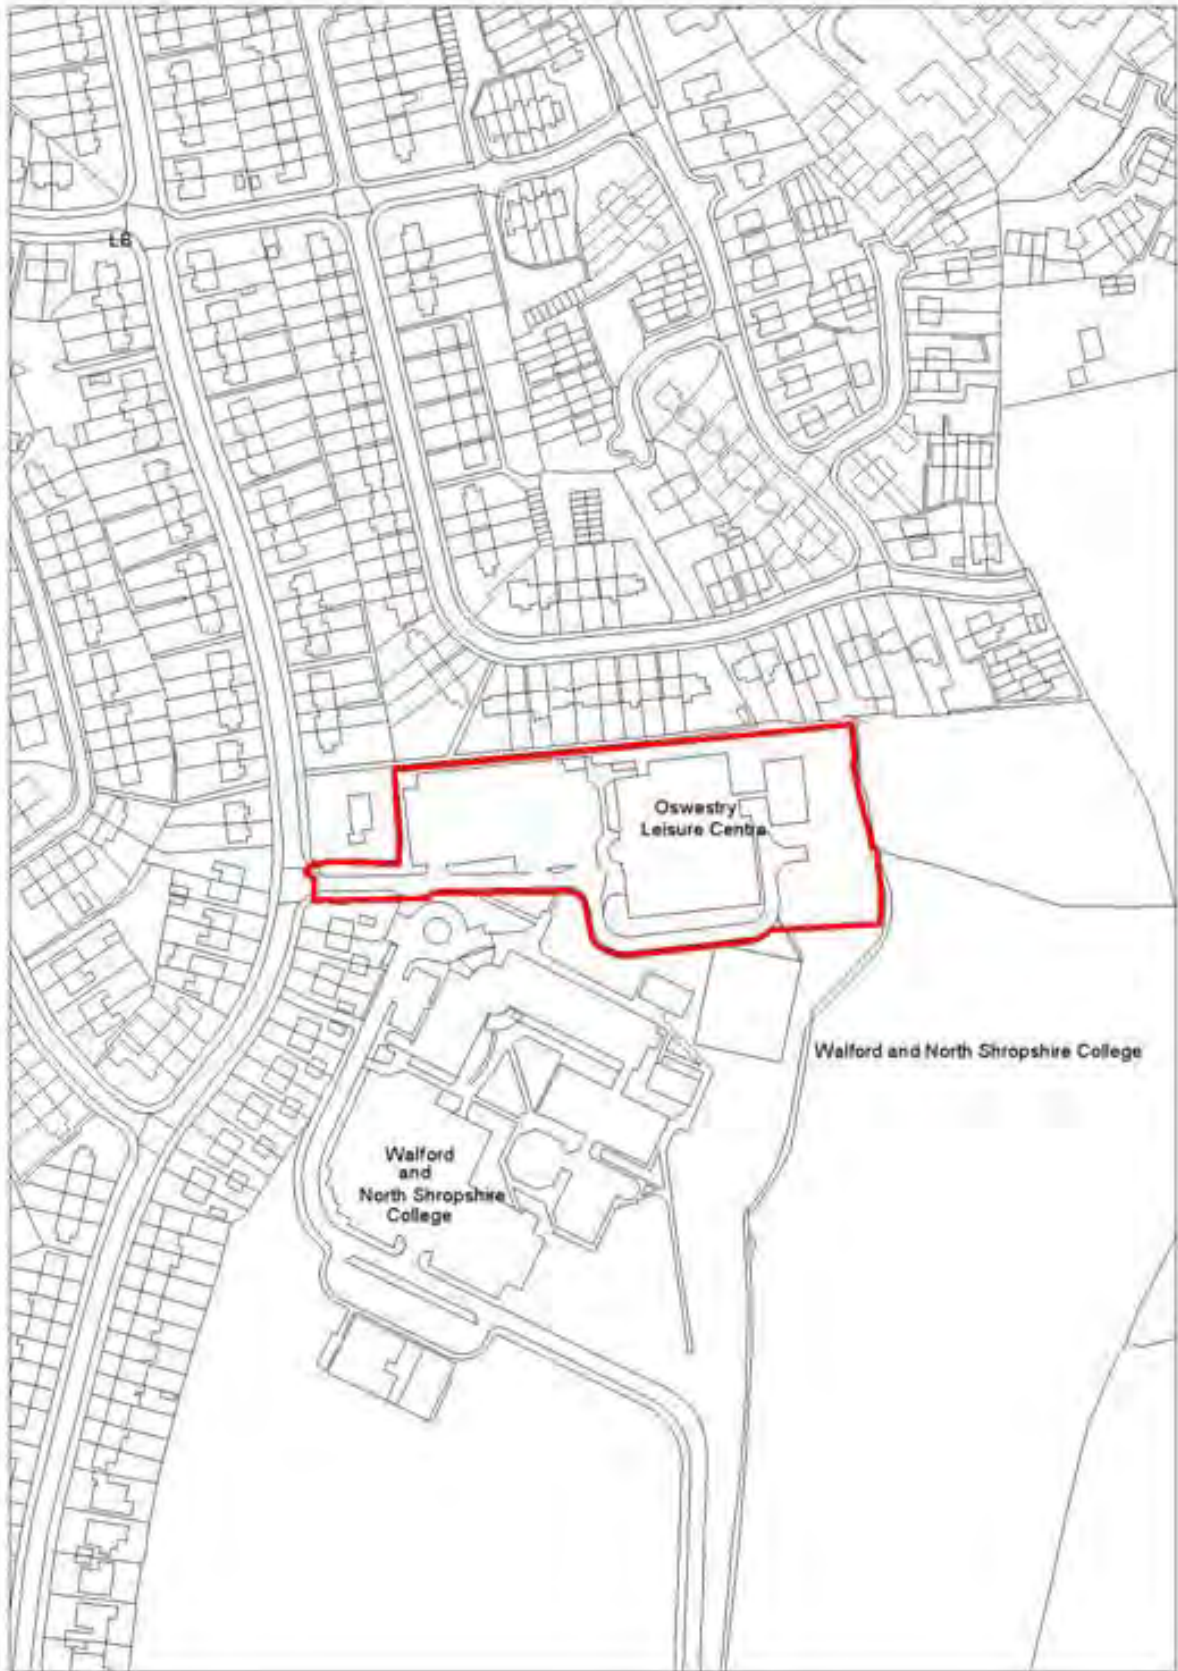 LB
Oswestry
Leisure Centre
Walford and North Shropshire College
Walford
and
North Shropshire
College